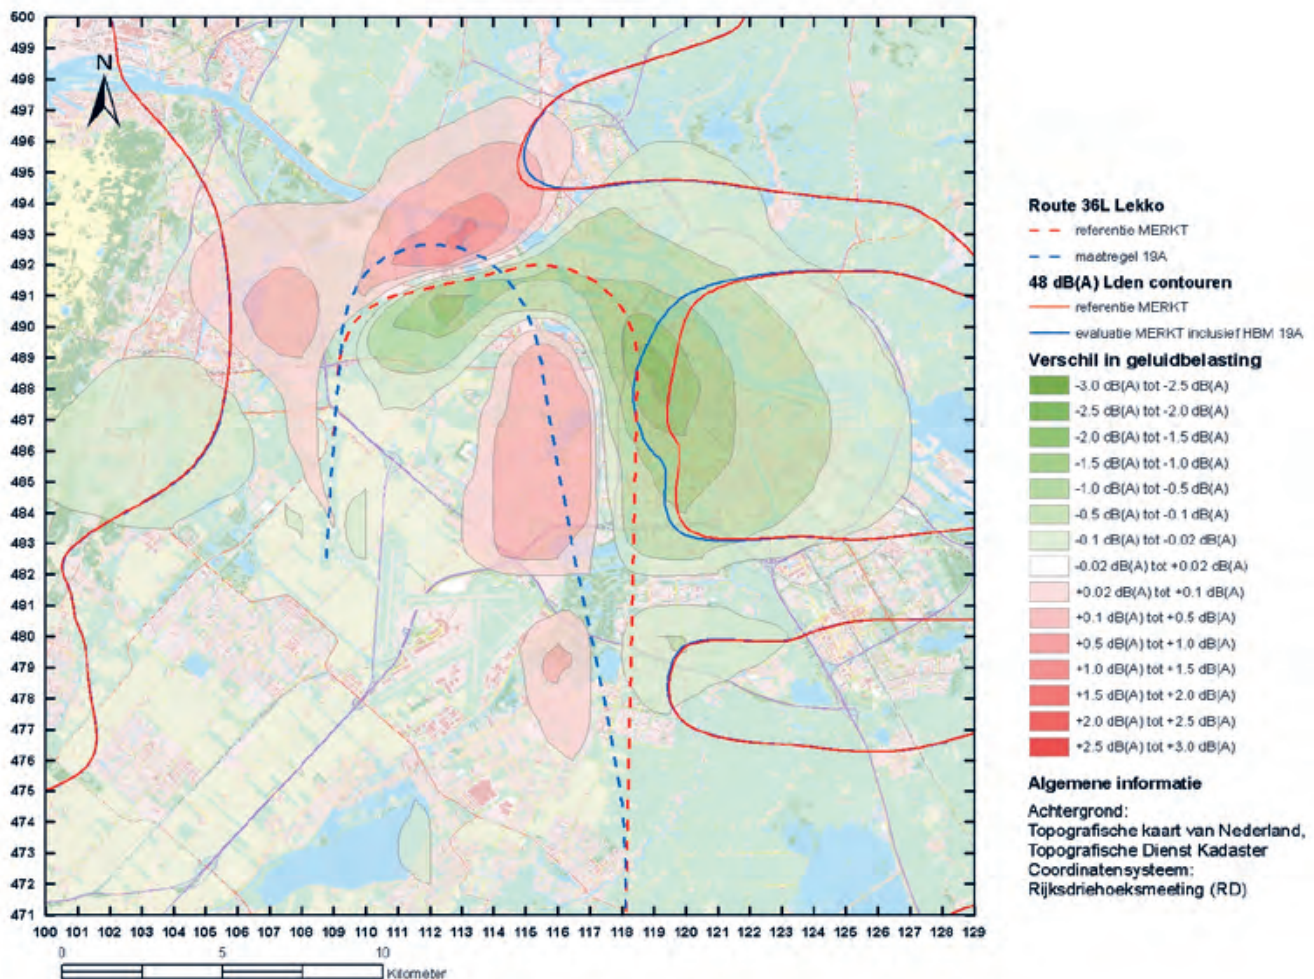 500
499
498
497
496
495
494
493
492
491
490
489
488
487
486
485
484
483
482
481
480
479
478
477
476
475
474
473
472
471
N
100 101 102 103 104 105 106 107 108 109 110 111 112 113 114 115 116 117 118 119 120 121 122 123 124 125 126 127 128 129
0 5 10
Kilometer
Route 36L Lekko
referentie MERKT
maatregel 19A
48 dB(A) Lden contouren
referentie MERKT
evaluatie MERKT inclusief HBM 19A
Verschil in geluidbelasting
-3.0 dB(A) tot -2.5 dB(A)
-2.5 dB(A) tot -2.0 dB(A)
-2.0 dB(A) tot -1.5 dB(A)
-1.5 dB(A) tot -1.0 dB(A)
-1.0 dB(A) tot -0.5 dB(A)
-0.5 dB(A) tot -0.1 dB(A)
-0.1 dB(A) tot -0.02 dB(A)
-0.02 dB(A) tot +0.02 dB(A)
+0.02 dB(A) tot +0.1 dB(A)
+0.1 dB(A) tot +0.5 dB(A)
+0.5 dB(A) tot +1.0 dB(A)
+1.0 dB(A) tot +1.5 dB(A)
+1.5 dB(A) tot +2.0 dB(A)
+2.0 dB(A) tot +2.5 dB(A)
+2.5 dB(A) tot +3.0 dB(A)
Algemene informatie
Achtergrond:
Topografische kaart van Nederland,
Topografische Dienst Kadaster
Coordinatensysteem:
Rijksdriehoeksmeeting (RD)